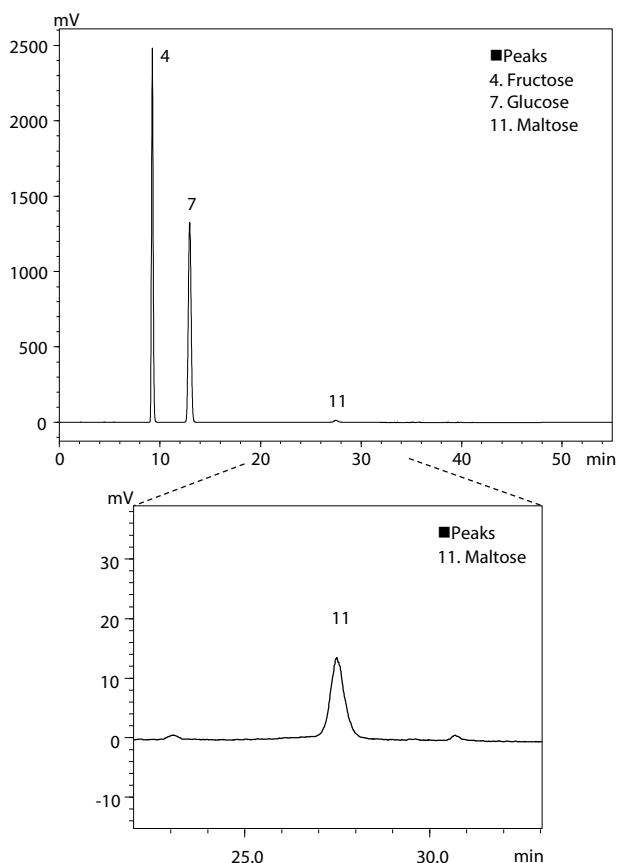 mV
2500
2000
1500
1000
500
0
4
7
11
■Peaks
4. Fructose
7. Glucose
11. Maltose
0 10 20 30 40 50 min
mV
30
20
10
0
-10
11
■Peaks
11. Maltose
25.0 30.0 min